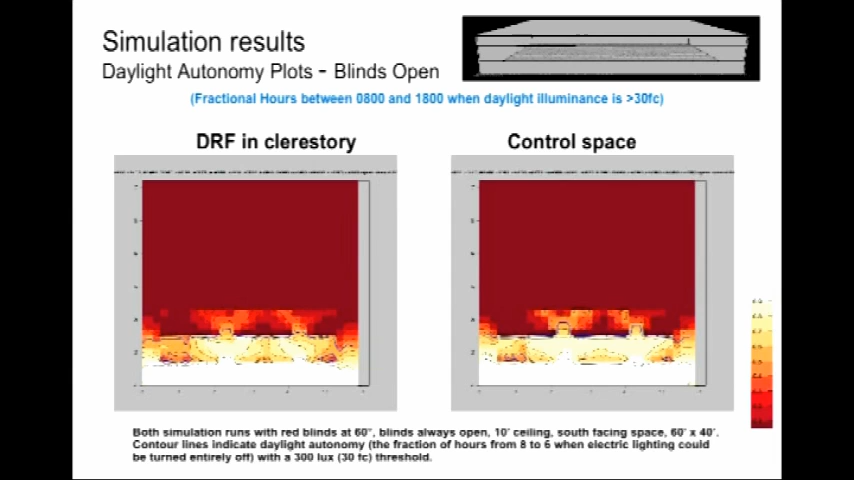 Simulation results
Daylight Autonomy Plots - Blinds Open
(Fractional Hours between 0800 and 1800 when daylight illuminance is >30fc)
DRF in clerestory
Control space
Both simulation runs with red blinds at 60°, blinds always open, 10' ceiling, south facing space, 60' x 40'.
Contour lines indicate daylight autonomy (the fraction of hours from 8 to 6 when electric lighting could
be turned entirely off) with a 300 lux (30 fc) threshold.